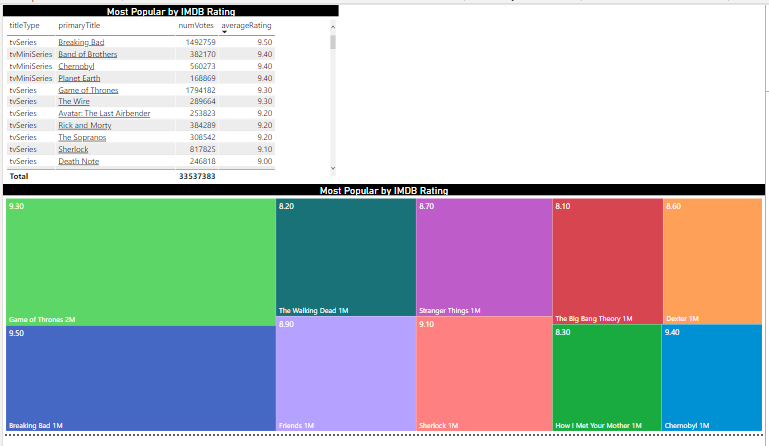 Most Popular by IMDB Rating
titleType primaryTitle numVotes averageRating
tvSeries Breaking Bad 1492759 9.50
tvMiniSeries Band of Brothers 382170 9.40
tvMiniSeries Chernobyl 560273 9.40
tvMiniSeries Planet Earth 168869 9.40
tvSeries Game of Thrones 1794182 9.30
tvSeries The Wire 289664 9.30
tvSeries Avatar: The Last Airbender 253823 9.20
tvSeries Rick and Morty 384289 9.20
tvSeries The Sopranos 308542 9.20
tvSeries Sherlock 817825 9.10
tvSeries Death Note 246818 9.00
Total 33537383
Most Popular by IMDB Rating
9.30
Game of Thrones 2M
9.50
Breaking Bad 1M
8.20
The Walking Dead 1M
8.90
Friends 1M
8.70
Stranger Things 1M
9.10
Sherlock 1M
8.10
The Big Bang Theory 1M
8.60
Dexter 1M
8.30
How I Met Your Mother 1M
9.40
Chernobyl 1M